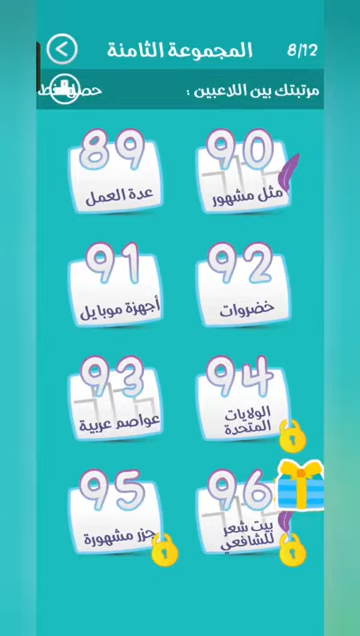 المجموعة الثامنة
8/12
مرتبتك بين اللاعبين :
89
عدة العمل
90
مثل مشهور
91
أجهزة موبايل
92
خضروات
93
عواصم عربية
94
الولايات
المتحدة
95
جزر مشهورة
96
بيت شعر
للشافعي